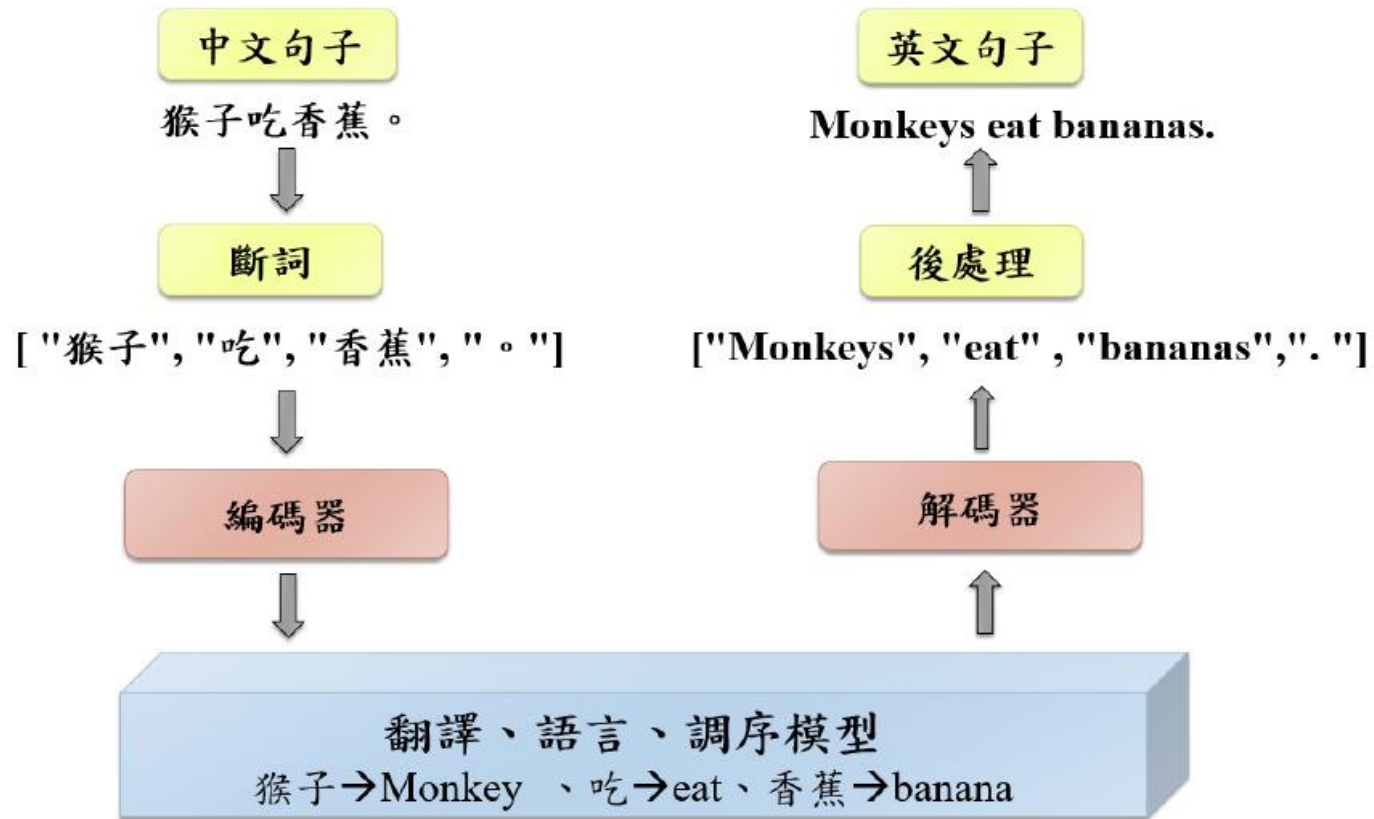 中文句子
猴子吃香蕉。
斷詞
[ "猴子", "吃", "香蕉", "。"]
編碼器
英文句子
Monkeys eat bananas.
後處理
["Monkeys", "eat" , "bananas",". "]
解碼器
翻譯、語言、調序模型
猴子→Monkey 、吃→eat、香蕉→banana